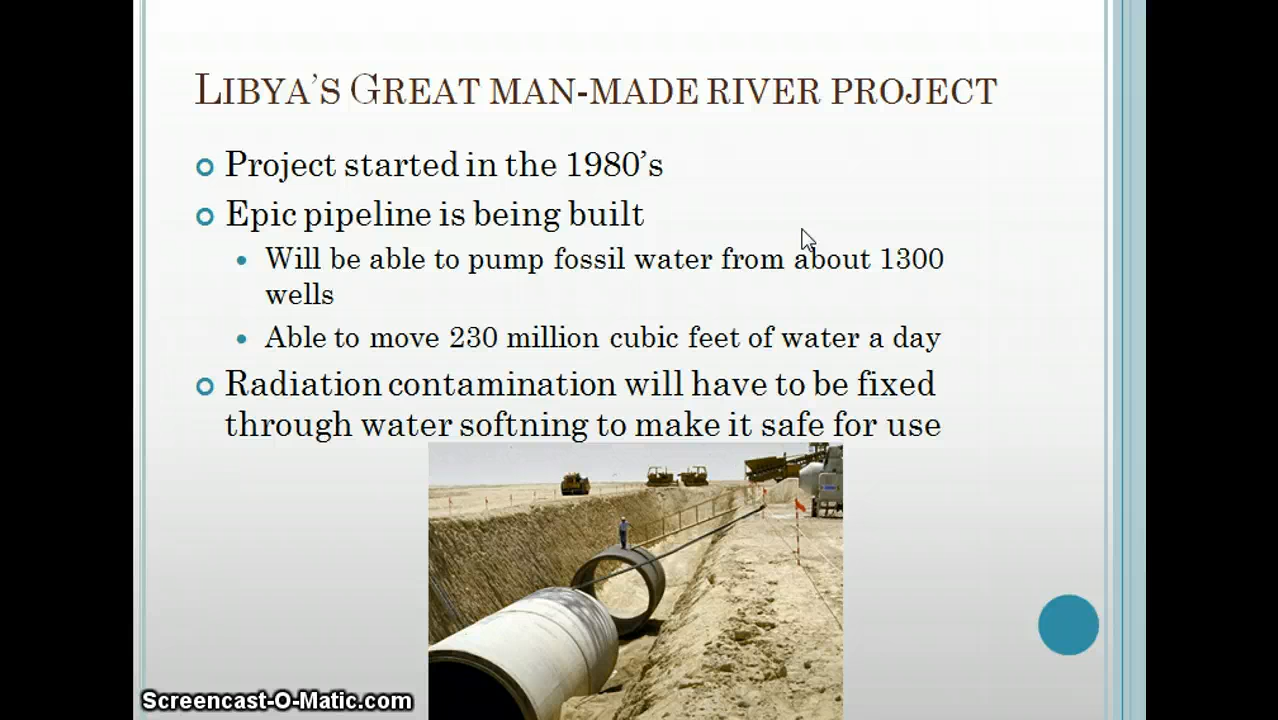 LIBYA'S GREAT MAN-MADE RIVER PROJECT
Project started in the 1980's
Epic pipeline is being built
Will be able to pump fossil water from about 1300
wells
Able to move 230 million cubic feet of water a day
Radiation contamination will have to be fixed
through water softning to make it safe for use
Screencast-O-Matic.com